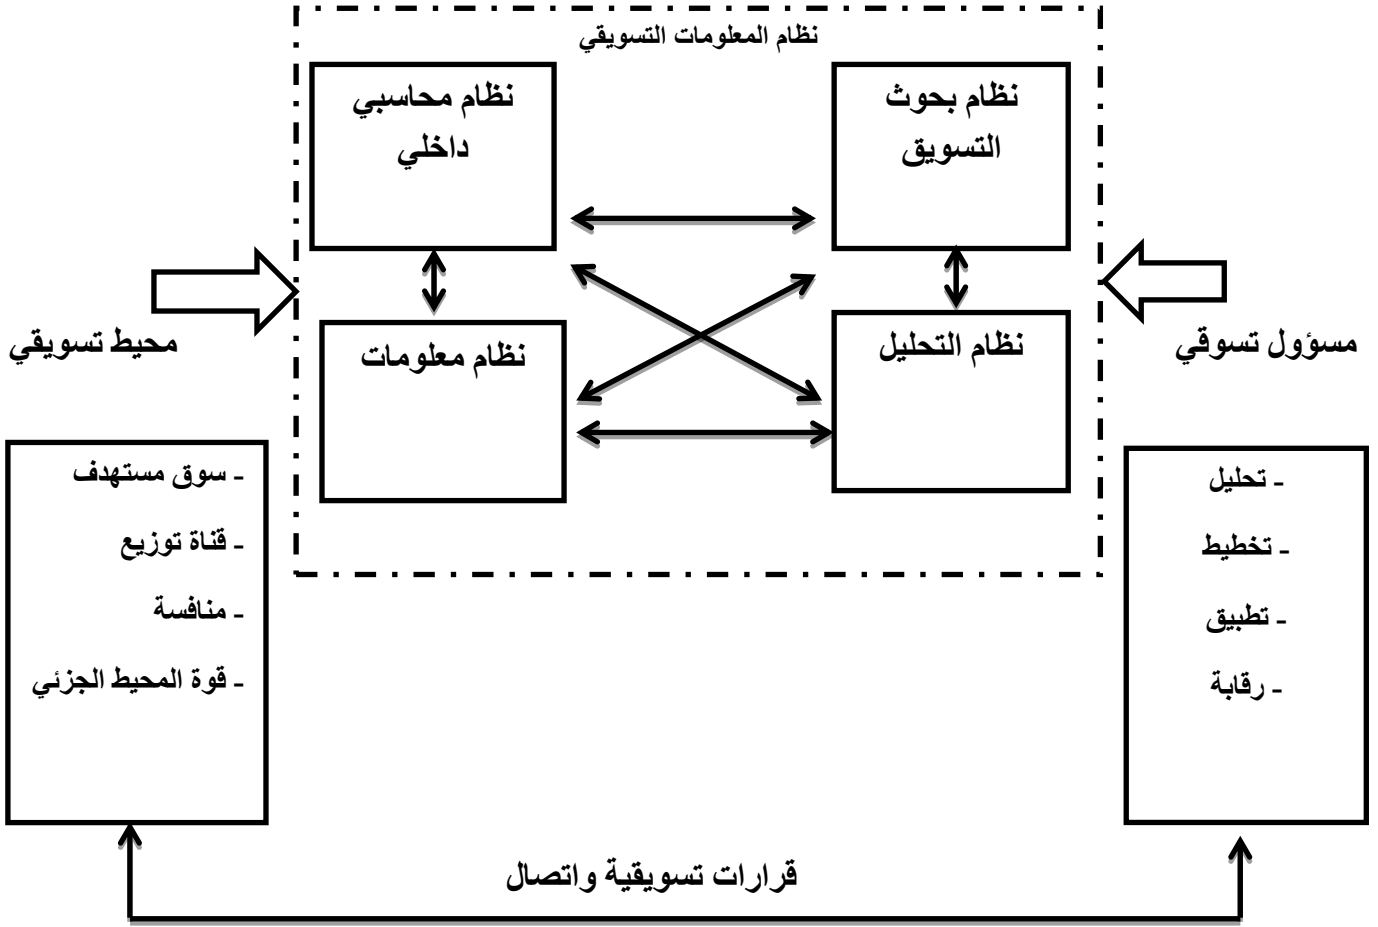 نظام المعلومات التسويقي
نظام بحوث
التسويق
نظام محاسبي
داخلي
نظام التحليل
نظام معلومات
مسؤول تسوقي
محيط تسويقي
- تحليل
- تخطيط
- تطبيق
- رقابة
- سوق مستهدف
- قناة توزيع
- منافسة
- قوة المحيط الجزئي
قرارات تسويقية واتصال